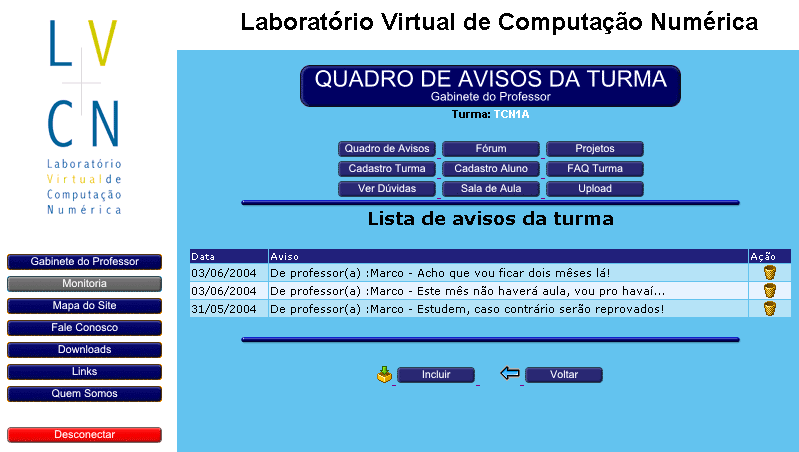 Laboratório Virtual de Computação Numérica
LV
CN
Laboratório
Virtual de
Computação
Numérica
QUADRO DE AVISOS DA TURMA
Gabinete do Professor
Turma: TCN1A
Quadro de Avisos Fórum Projetos
Cadastro Turma Cadastro Aluno FAQ Turma
Ver Dúvidas Sala de Aula Upload
Lista de avisos da turma
Data Aviso Ação
03/06/2004 De professor(a) :Marco - Acho que vou ficar dois mêses lá!
03/06/2004 De professor(a) :Marco - Este mês não haverá aula, vou pro havaí...
31/05/2004 De professor(a) :Marco - Estudem, caso contrário serão reprovados!
Incluir Voltar
Gabinete do Professor
Monitoria
Mapa do Site
Fale Conosco
Downloads
Links
Quem Somos
Desconectar